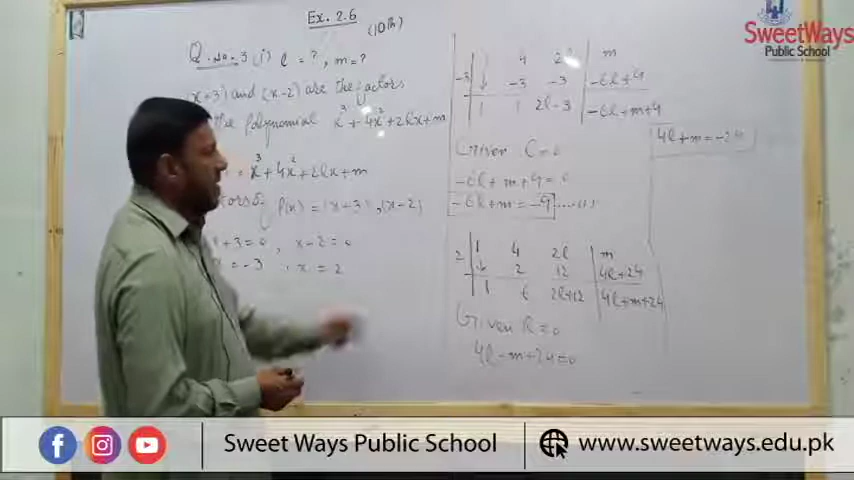 Ex. 2.6
(10th)
Q. No. 3 (i) l = ? , m = ?
(x+3) and (x-2) are the factors
the polynomial x³ + 4x² + 2lx + m
= x³ + 4x² + 2lx + m
P(x) = (x+3), (x-2)
x + 3 = 0 , x - 2 = 0
= -3 , x = 2
-3 | 1 4 2l | m
-3 -3 | -6l+9
1 1 2l-3 | -6l+m+9
Given
-6l + m + 9 = 0
-6l + m = -9 ......(i)
2 | 1 4 2l | m
2 12 | 4l+24
1 6 2l+12 | 4l+m+24
Given R = 0
4l - m + 24 = 0
4l + m = -24
SweetWays
Public School
Sweet Ways Public School
www.sweetways.edu.pk